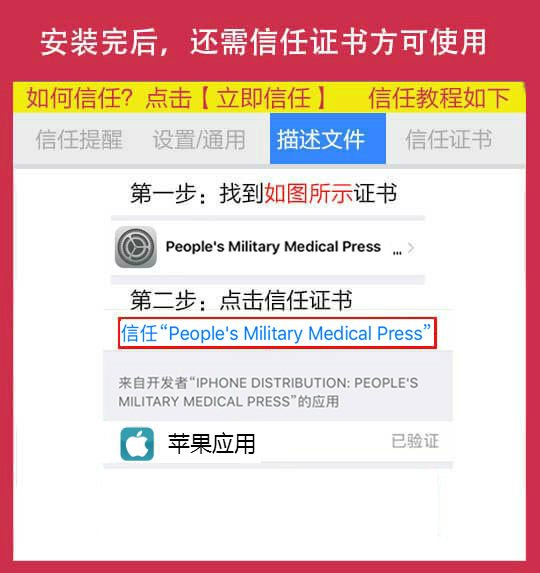 安装完后，还需信任证书方可使用
如何信任？点击【立即信任】 信任教程如下
信任提醒 设置/通用 描述文件 信任证书
第一步：找到如图所示证书
People's Military Medical Press ...
第二步：点击信任证书
信任“People's Military Medical Press”
来自开发者“IPHONE DISTRIBUTION: PEOPLE'S
MILITARY MEDICAL PRESS”的应用
苹果应用 已验证